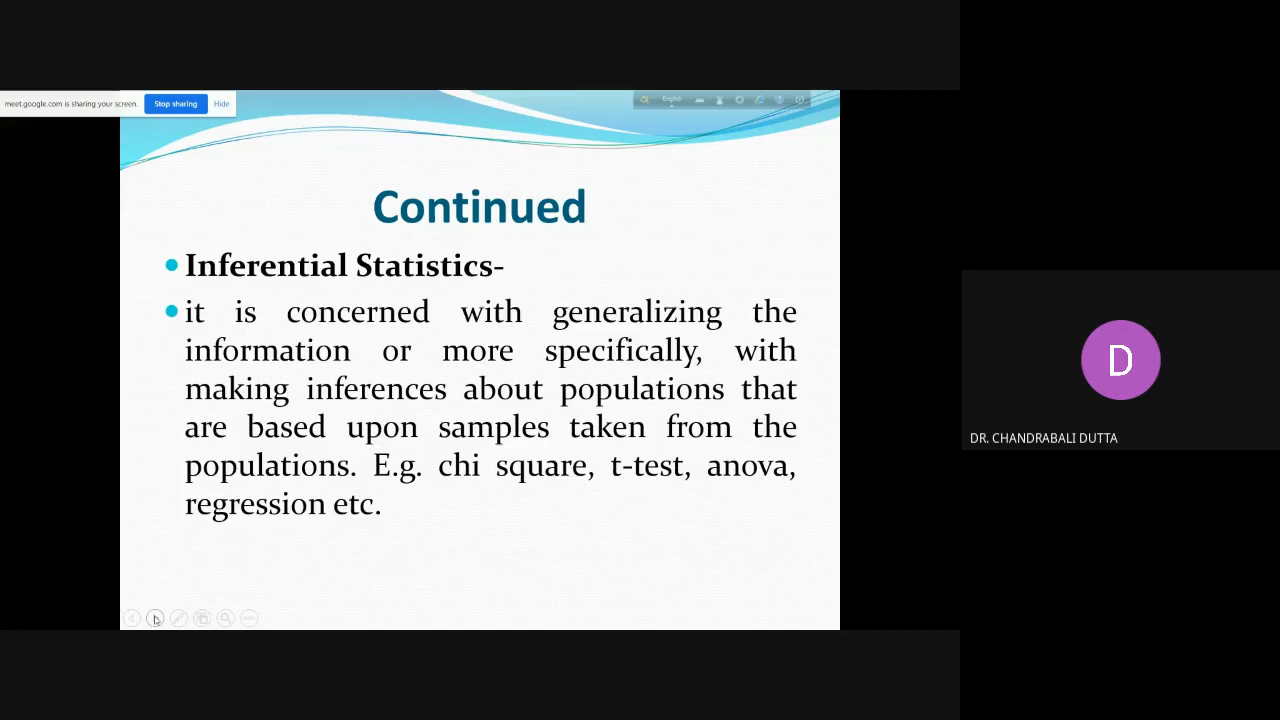 meet.google.com is sharing your screen. Stop sharing Hide
English
Continued
Inferential Statistics-
it is concerned with generalizing the
information or more specifically, with
making inferences about populations that
are based upon samples taken from the
populations. E.g. chi square, t-test, anova,
regression etc.
D
DR. CHANDRABALI DUTTA